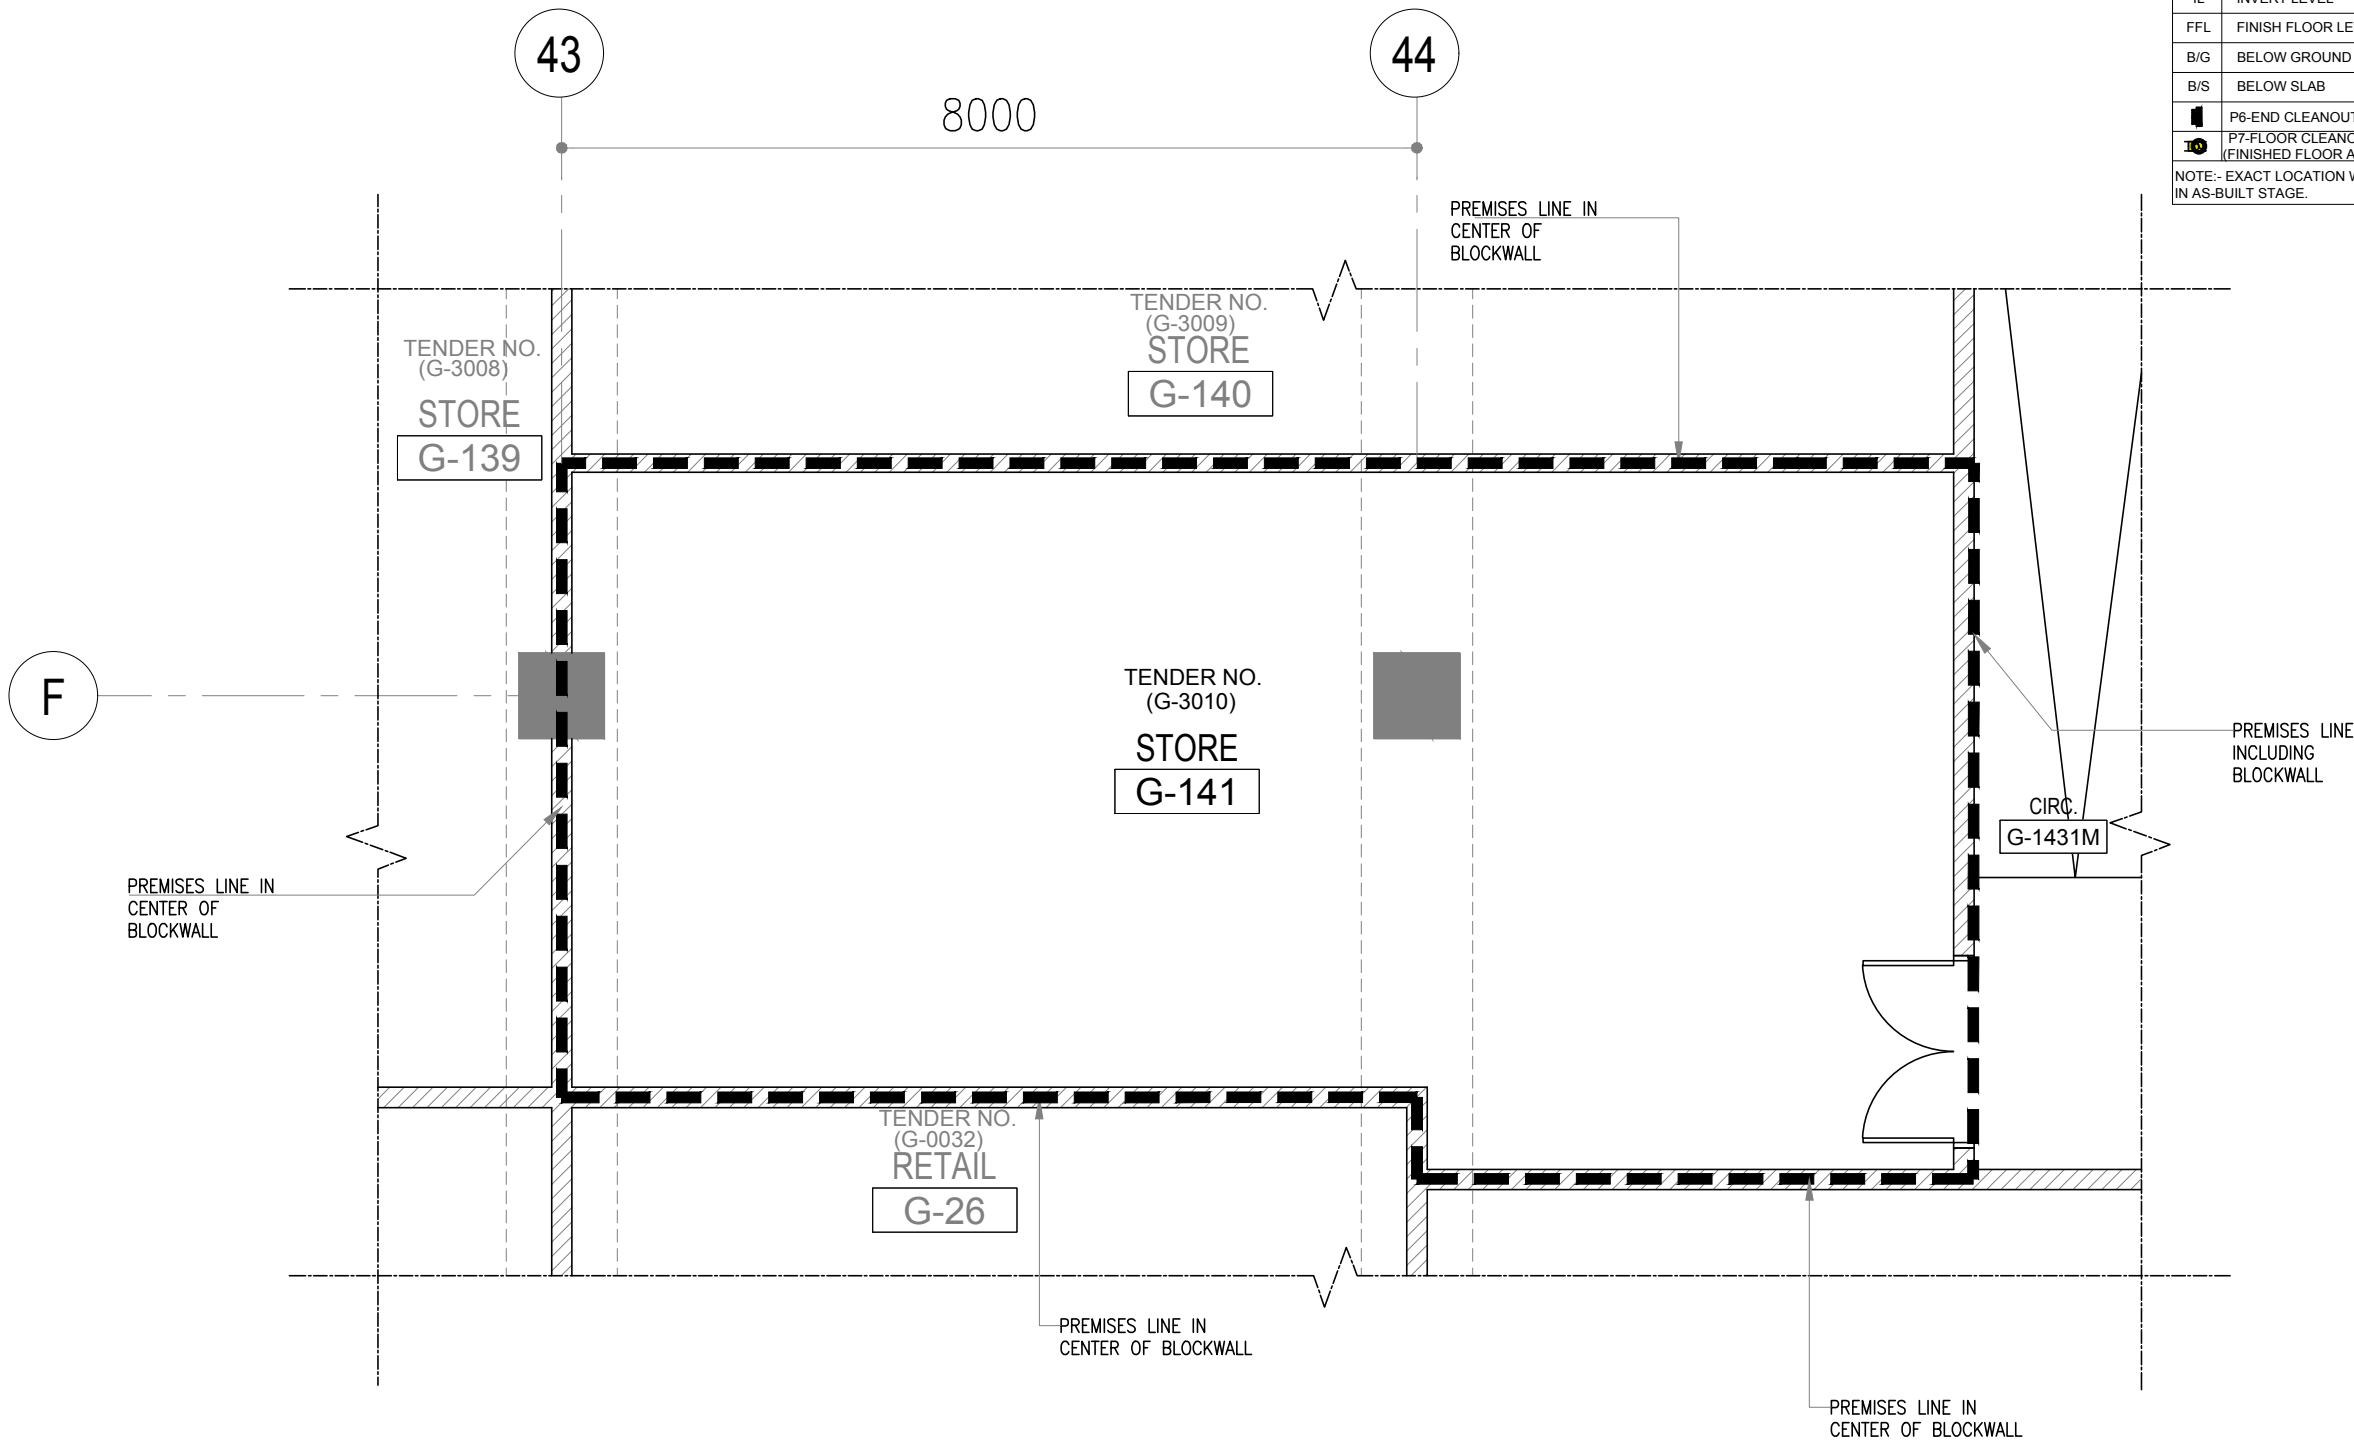 43
44
8000
FFL FINISH FLOOR LE
B/G BELOW GROUND
B/S BELOW SLAB
P6-END CLEANOUT
P7-FLOOR CLEANO
(FINISHED FLOOR A
NOTE:- EXACT LOCATION W
IN AS-BUILT STAGE.
PREMISES LINE IN
CENTER OF
BLOCKWALL
TENDER NO.
(G-3008)
STORE
G-139
TENDER NO.
(G-3009)
STORE
G-140
F
TENDER NO.
(G-3010)
STORE
G-141
PREMISES LINE
INCLUDING
BLOCKWALL
CIRC.
G-1431M
PREMISES LINE IN
CENTER OF
BLOCKWALL
TENDER NO.
(G-0032)
RETAIL
G-26
PREMISES LINE IN
CENTER OF BLOCKWALL
PREMISES LINE IN
CENTER OF BLOCKWALL